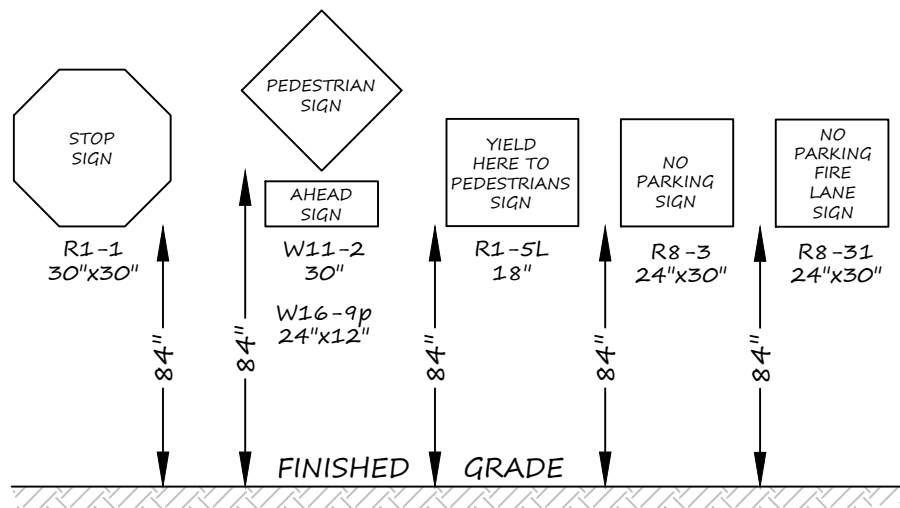 STOP
SIGN
R1-1
30"x30"
84"
PEDESTRIAN
SIGN
AHEAD
SIGN
W11-2
30"
W16-9p
24"x12"
84"
YIELD
HERE TO
PEDESTRIANS
SIGN
R1-5L
18"
84"
NO
PARKING
SIGN
R8-3
24"x30"
84"
NO
PARKING
FIRE
LANE
SIGN
R8-31
24"x30"
84"
FINISHED GRADE